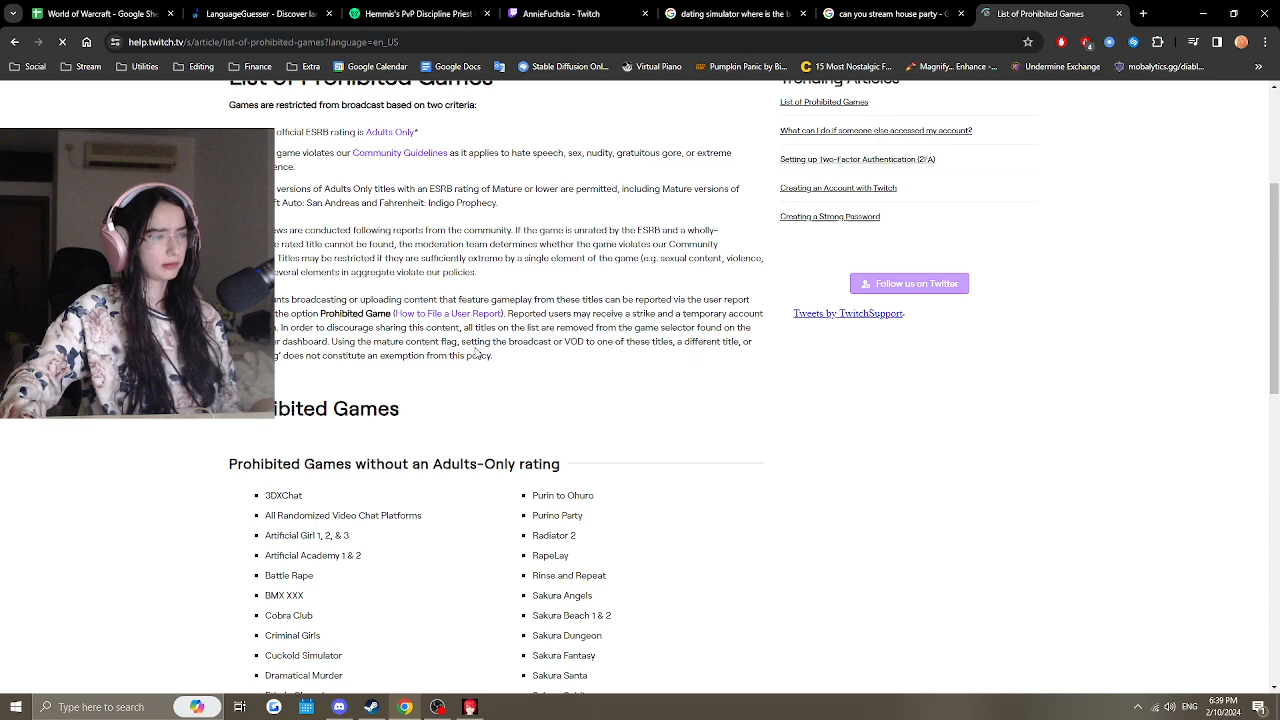 World of Warcraft - Google She
LanguageGuesser - Discover la
Hemmis's PvP Discipline Priest
AnnieFuchsia - Twitch
dating simulator where is the b
can you stream house party - G
List of Prohibited Games
help.twitch.tv/s/article/list-of-prohibited-games?language=en_US
4
Social
Stream
Utilities
Editing
Finance
Extra
Google Calendar
Google Docs
Stable Diffusion Onl...
Virtual Piano
Pumpkin Panic by Bi...
15 Most Nostalgic F...
Magnify... Enhance -...
Undermine Exchange
mobalytics.gg/diabl...
List of Prohibited Games
Games are restricted from broadcast based on two criteria:
official ESRB rating is Adults Only.*
game violates our Community Guidelines as it applies to hate speech, sex, nudity, gratuitous gore, or extreme
ence.
versions of Adults Only titles with an ESRB rating of Mature or lower are permitted, including Mature versions of
t Auto: San Andreas and Fahrenheit: Indigo Prophecy.
ews are conducted following reports from the community. If the game is unrated by the ESRB and a wholly-
e rated title cannot be found, the moderation team determines whether the game violates our Community
Titles may be restricted if they are sufficiently extreme by a single element of the game (e.g. sexual content, violence,
everal elements in aggregate violate our policies.
nts broadcasting or uploading content that feature gameplay from these titles can be reported via the user report
the option Prohibited Game (How to File a User Report). Reported users may receive a strike and a temporary account
n. In order to discourage sharing this content, all titles on the list are removed from the game selector found on the
r dashboard. Using the mature content flag, setting the broadcast or VOD to one of these titles, a different title, or
g' does not constitute an exemption from this policy.
ibited Games
Prohibited Games without an Adults-Only rating
3DXChat
All Randomized Video Chat Platforms
Artificial Girl 1, 2, & 3
Artificial Academy 1 & 2
Battle Rape
BMX XXX
Cobra Club
Criminal Girls
Cuckold Simulator
Dramatical Murder
Purin to Ohuro
Purino Party
Radiator 2
RapeLay
Rinse and Repeat
Sakura Angels
Sakura Beach 1 & 2
Sakura Dungeon
Sakura Fantasy
Sakura Santa
Trending Articles
List of Prohibited Games
What can I do if someone else accessed my account?
Setting up Two-Factor Authentication (2FA)
Creating an Account with Twitch
Creating a Strong Password
Follow us on Twitter
Tweets by TwitchSupport
Type here to search
ENG
6:39 PM
2/10/2024